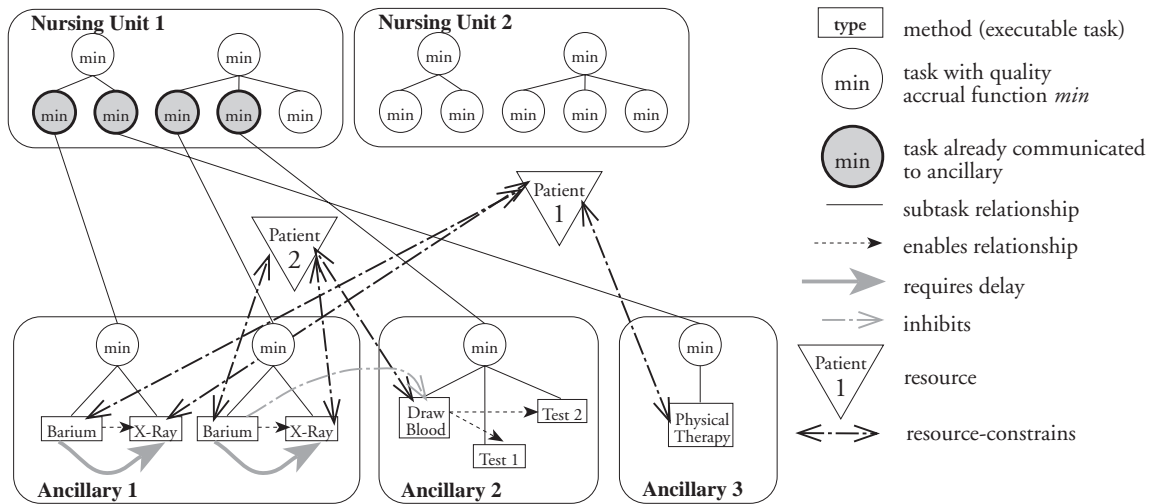 Nursing Unit 1
min
min
min
min
min
min
min
Nursing Unit 2
min
min
min
min
min
min
min
Patient
1
Patient
2
min
Barium
X-Ray
min
Barium
X-Ray
Ancillary 1
min
Draw
Blood
Test 2
Test 1
Ancillary 2
min
Physical
Therapy
Ancillary 3
type
method (executable task)
min
task with quality
accrual function min
min
task already communicated
to ancillary
subtask relationship
enables relationship
requires delay
inhibits
Patient
1
resource
resource-constrains